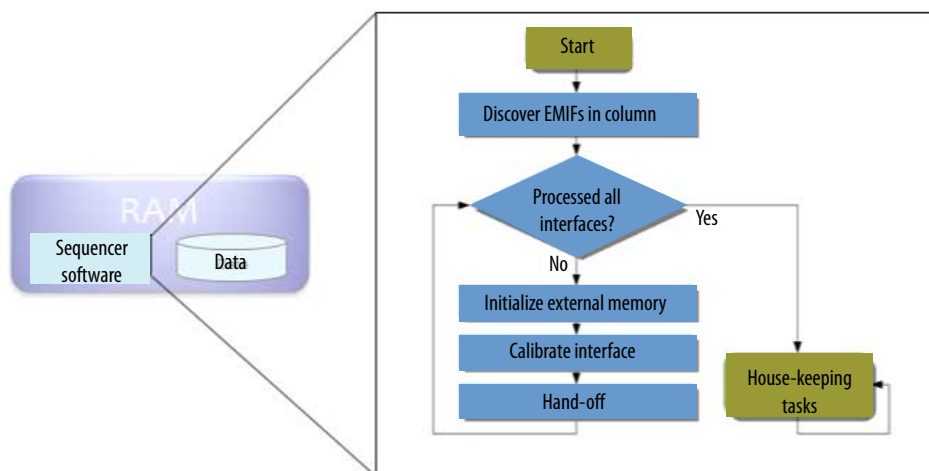 RAM
Sequencer
software
Data
Start
Discover EMIFs in column
Processed all
interfaces?
Yes
No
Initialize external memory
Calibrate interface
Hand-off
House-keeping
tasks